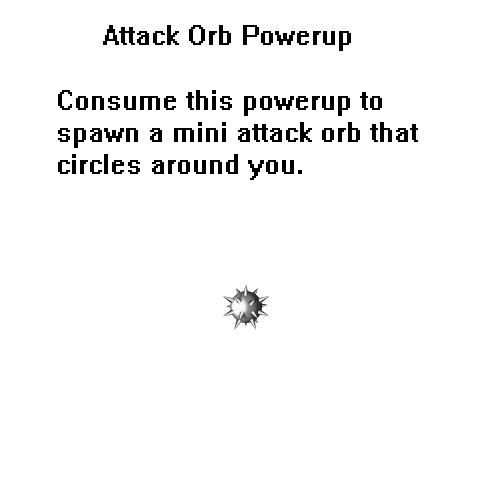 Attack Orb Powerup
Consume this powerup to
spawn a mini attack orb that
circles around you.